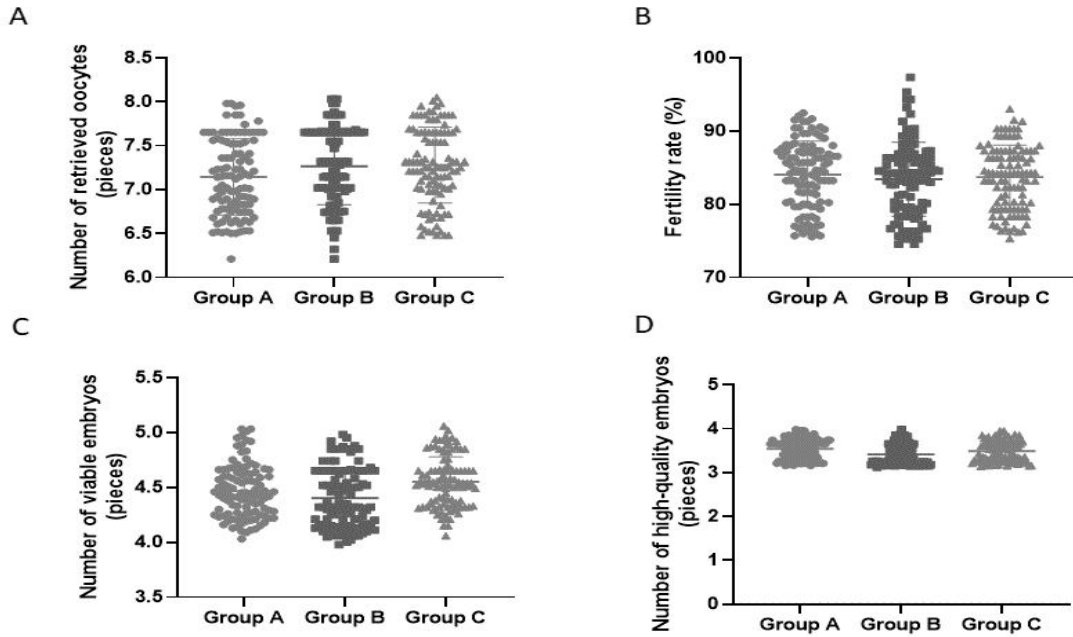 A
Number of retrieved oocytes
(pieces)
8.5
8.0
7.5
7.0
6.5
6.0
Group A Group B Group C
B
Fertility rate (%)
100
90
80
70
Group A Group B Group C
C
Number of viable embryos
(pieces)
5.5
5.0
4.5
4.0
3.5
Group A Group B Group C
D
Number of high-quality embryos
(pieces)
5
4
3
2
1
0
Group A Group B Group C